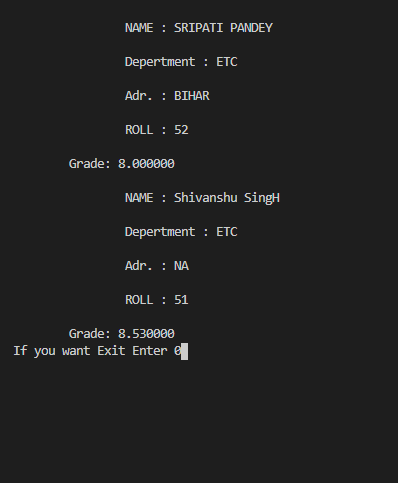 NAME : SRIPATI PANDEY
Depertment : ETC
Adr. : BIHAR
ROLL : 52
Grade: 8.000000
NAME : Shivanshu SingH
Depertment : ETC
Adr. : NA
ROLL : 51
Grade: 8.530000
If you want Exit Enter 0